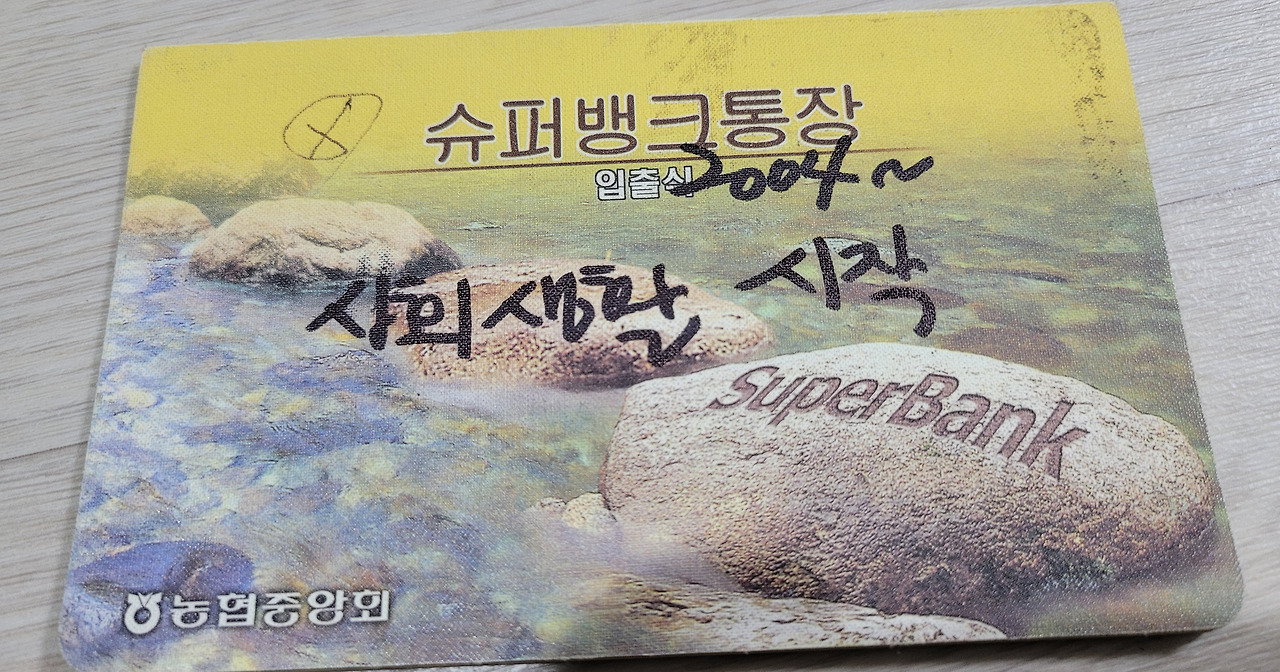 슈퍼뱅크통장
입출식
2004 ~
사회생활 시작
SuperBank
농협중앙회